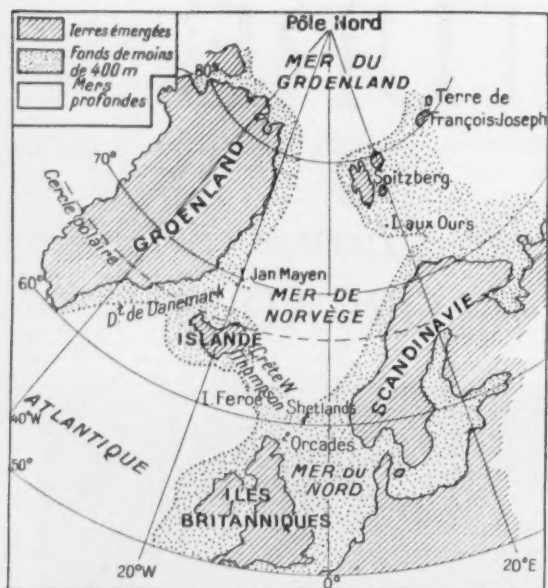 Terres émergées
Fonds de moins
de 400 m
Mers
profondes
Pôle Nord
MER DU
GROENLAND
80°
Terre de
François-Joseph
70°
Spitzberg
GROENLAND
I. aux Ours
Cercle polaire
60°
I. Jan Mayen
Dt de Danemark
MER DE
NORVÈGE
SCANDINAVIE
ISLANDE
Crête W
Thompson
I. Feroé
Shetlands
40°W
ATLANTIQUE
Orcades
50°
MER DU
NORD
ILES
BRITANNIQUES
20°W
0°
20°E